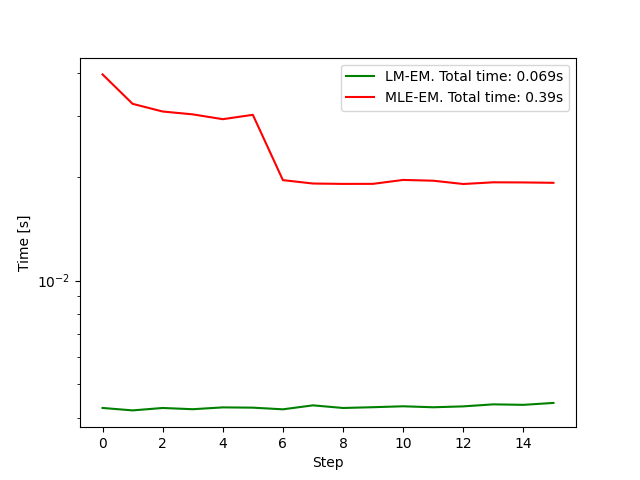 LM-EM. Total time: 0.069s
MLE-EM. Total time: 0.39s
Time [s]
10⁻²
0 2 4 6 8 10 12 14
Step